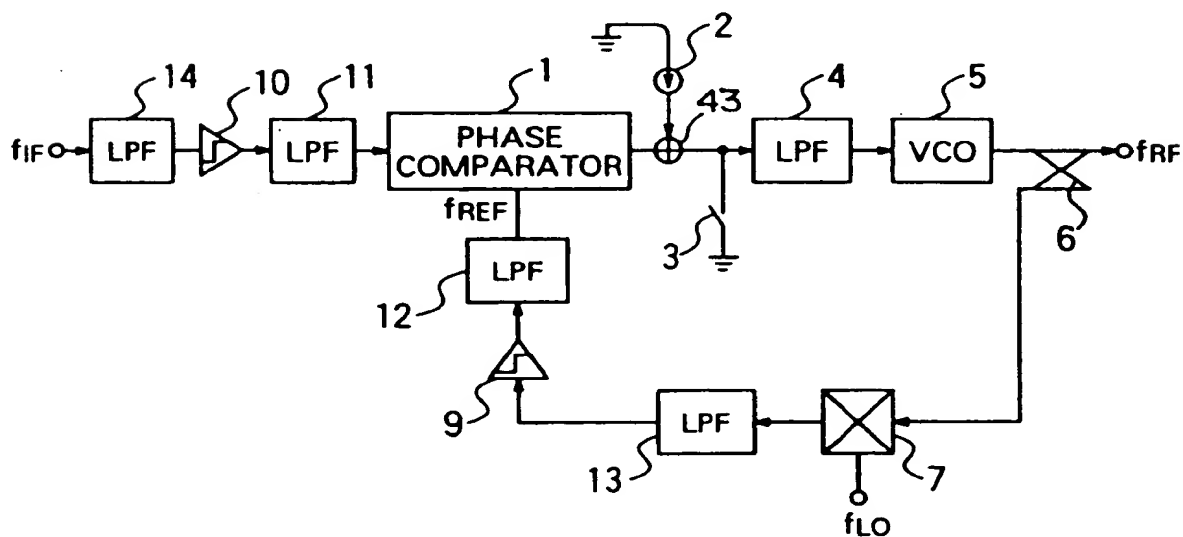 2
14
10
11
1
43
4
5
fIF
LPF
LPF
PHASE
COMPARATOR
LPF
VCO
fRF
fREF
3
6
LPF
12
9
LPF
13
7
fLO